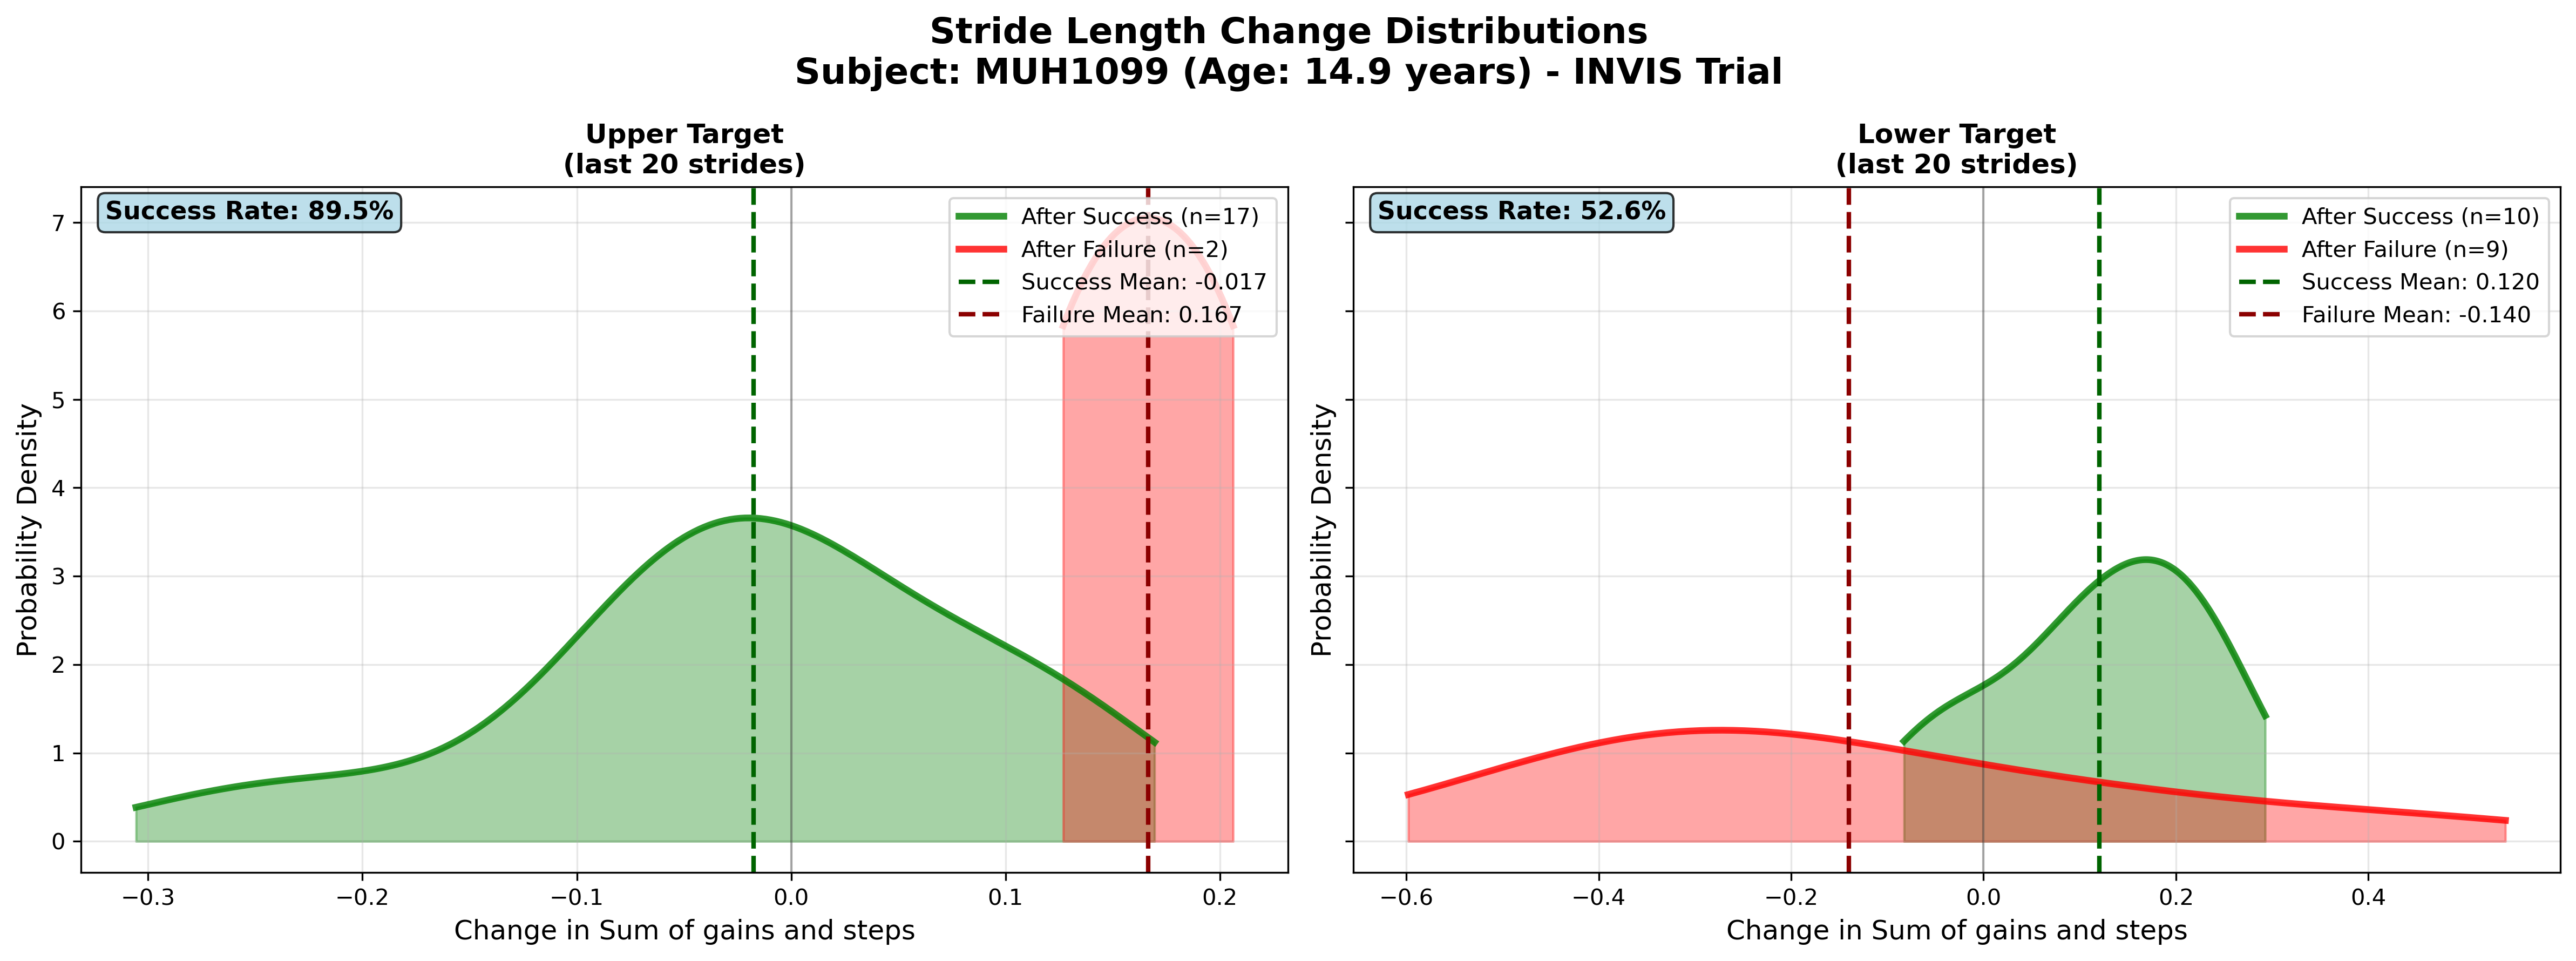 Stride Length Change Distributions
Subject: MUH1099 (Age: 14.9 years) - INVIS Trial
Upper Target
(last 20 strides)
Success Rate: 89.5%
After Success (n=17)
After Failure (n=2)
Success Mean: -0.017
Failure Mean: 0.167
Probability Density
7
6
5
4
3
2
1
0
−0.3
−0.2
−0.1
0.0
0.1
0.2
Change in Sum of gains and steps
Lower Target
(last 20 strides)
Success Rate: 52.6%
After Success (n=10)
After Failure (n=9)
Success Mean: 0.120
Failure Mean: -0.140
Probability Density
−0.6
−0.4
−0.2
0.0
0.2
0.4
Change in Sum of gains and steps